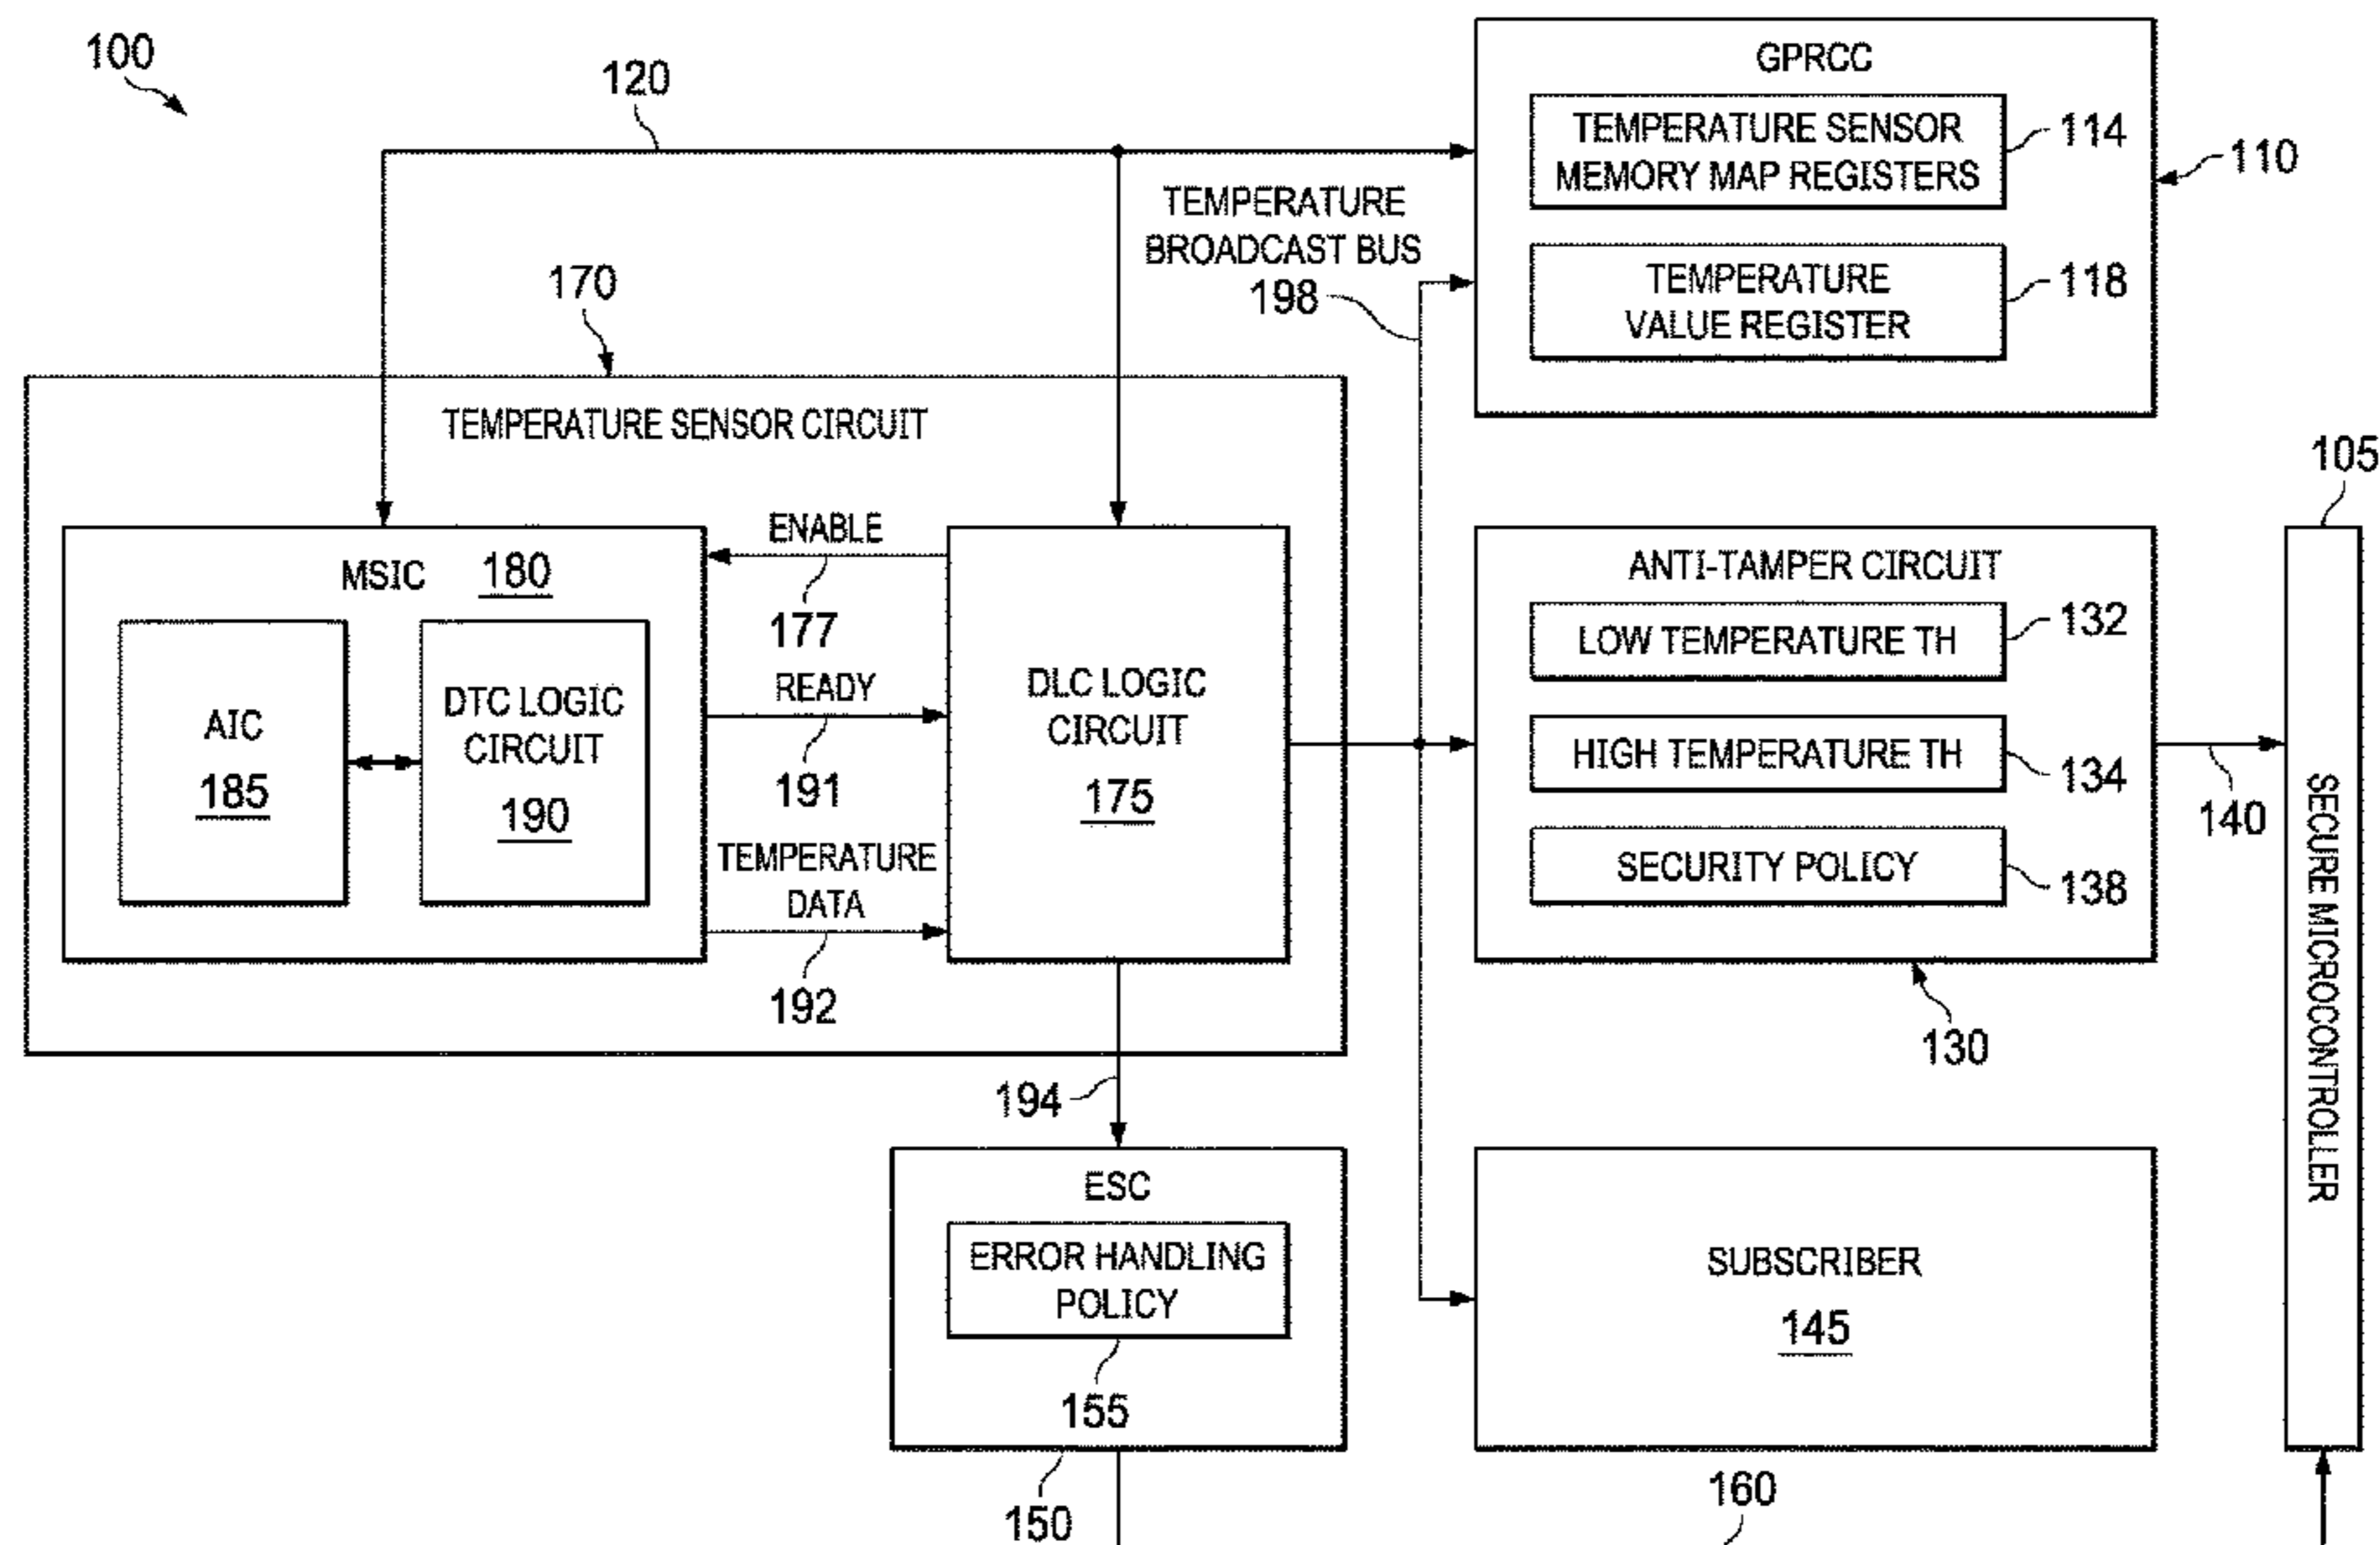 100
120
GPRCC
TEMPERATURE SENSOR
MEMORY MAP REGISTERS
114
110
TEMPERATURE
BROADCAST BUS
198
TEMPERATURE
VALUE REGISTER
118
170
TEMPERATURE SENSOR CIRCUIT
MSIC 180
AIC
185
DTC LOGIC
CIRCUIT
190
ENABLE
177
READY
191
TEMPERATURE
DATA
192
DLC LOGIC
CIRCUIT
175
ANTI-TAMPER CIRCUIT
LOW TEMPERATURE TH
132
HIGH TEMPERATURE TH
134
SECURITY POLICY
138
130
140
105
SECURE MICROCONTROLLER
194
ESC
ERROR HANDLING
POLICY
155
150
SUBSCRIBER
145
160